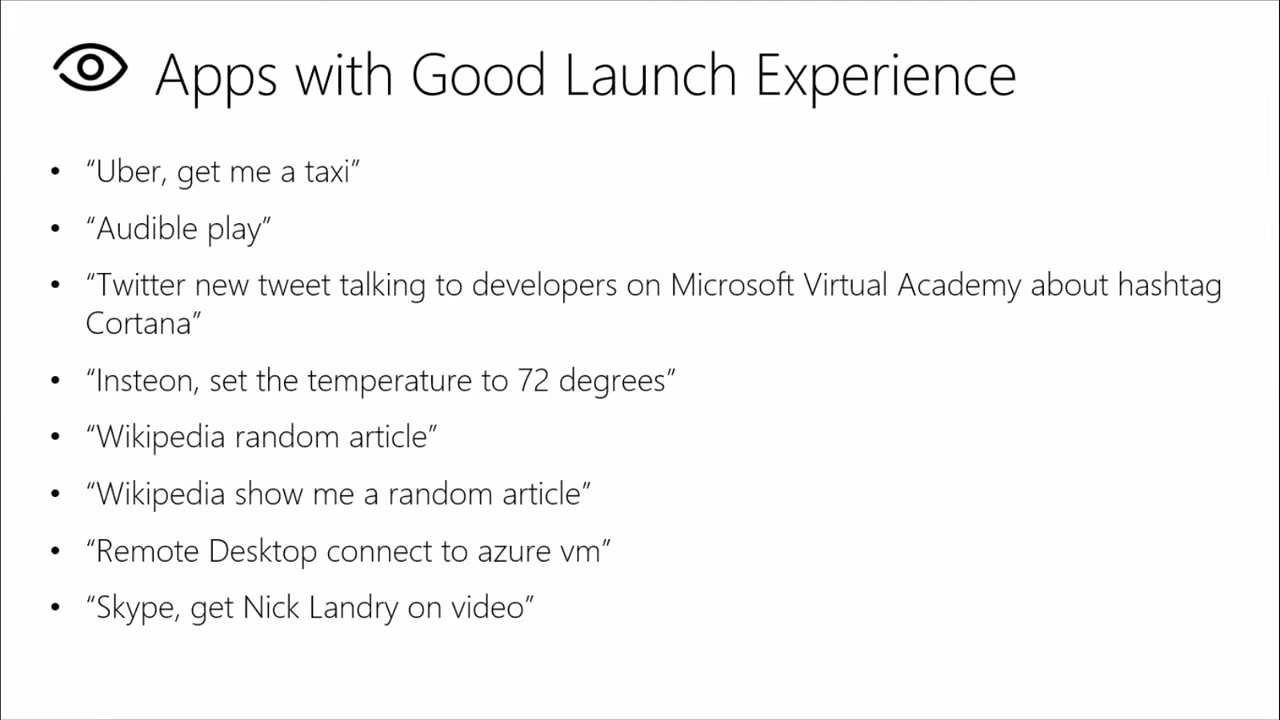 Apps with Good Launch Experience
• “Uber, get me a taxi”
• “Audible play”
• “Twitter new tweet talking to developers on Microsoft Virtual Academy about hashtag
Cortana”
• “Insteon, set the temperature to 72 degrees”
• “Wikipedia random article”
• “Wikipedia show me a random article”
• “Remote Desktop connect to azure vm”
• “Skype, get Nick Landry on video”